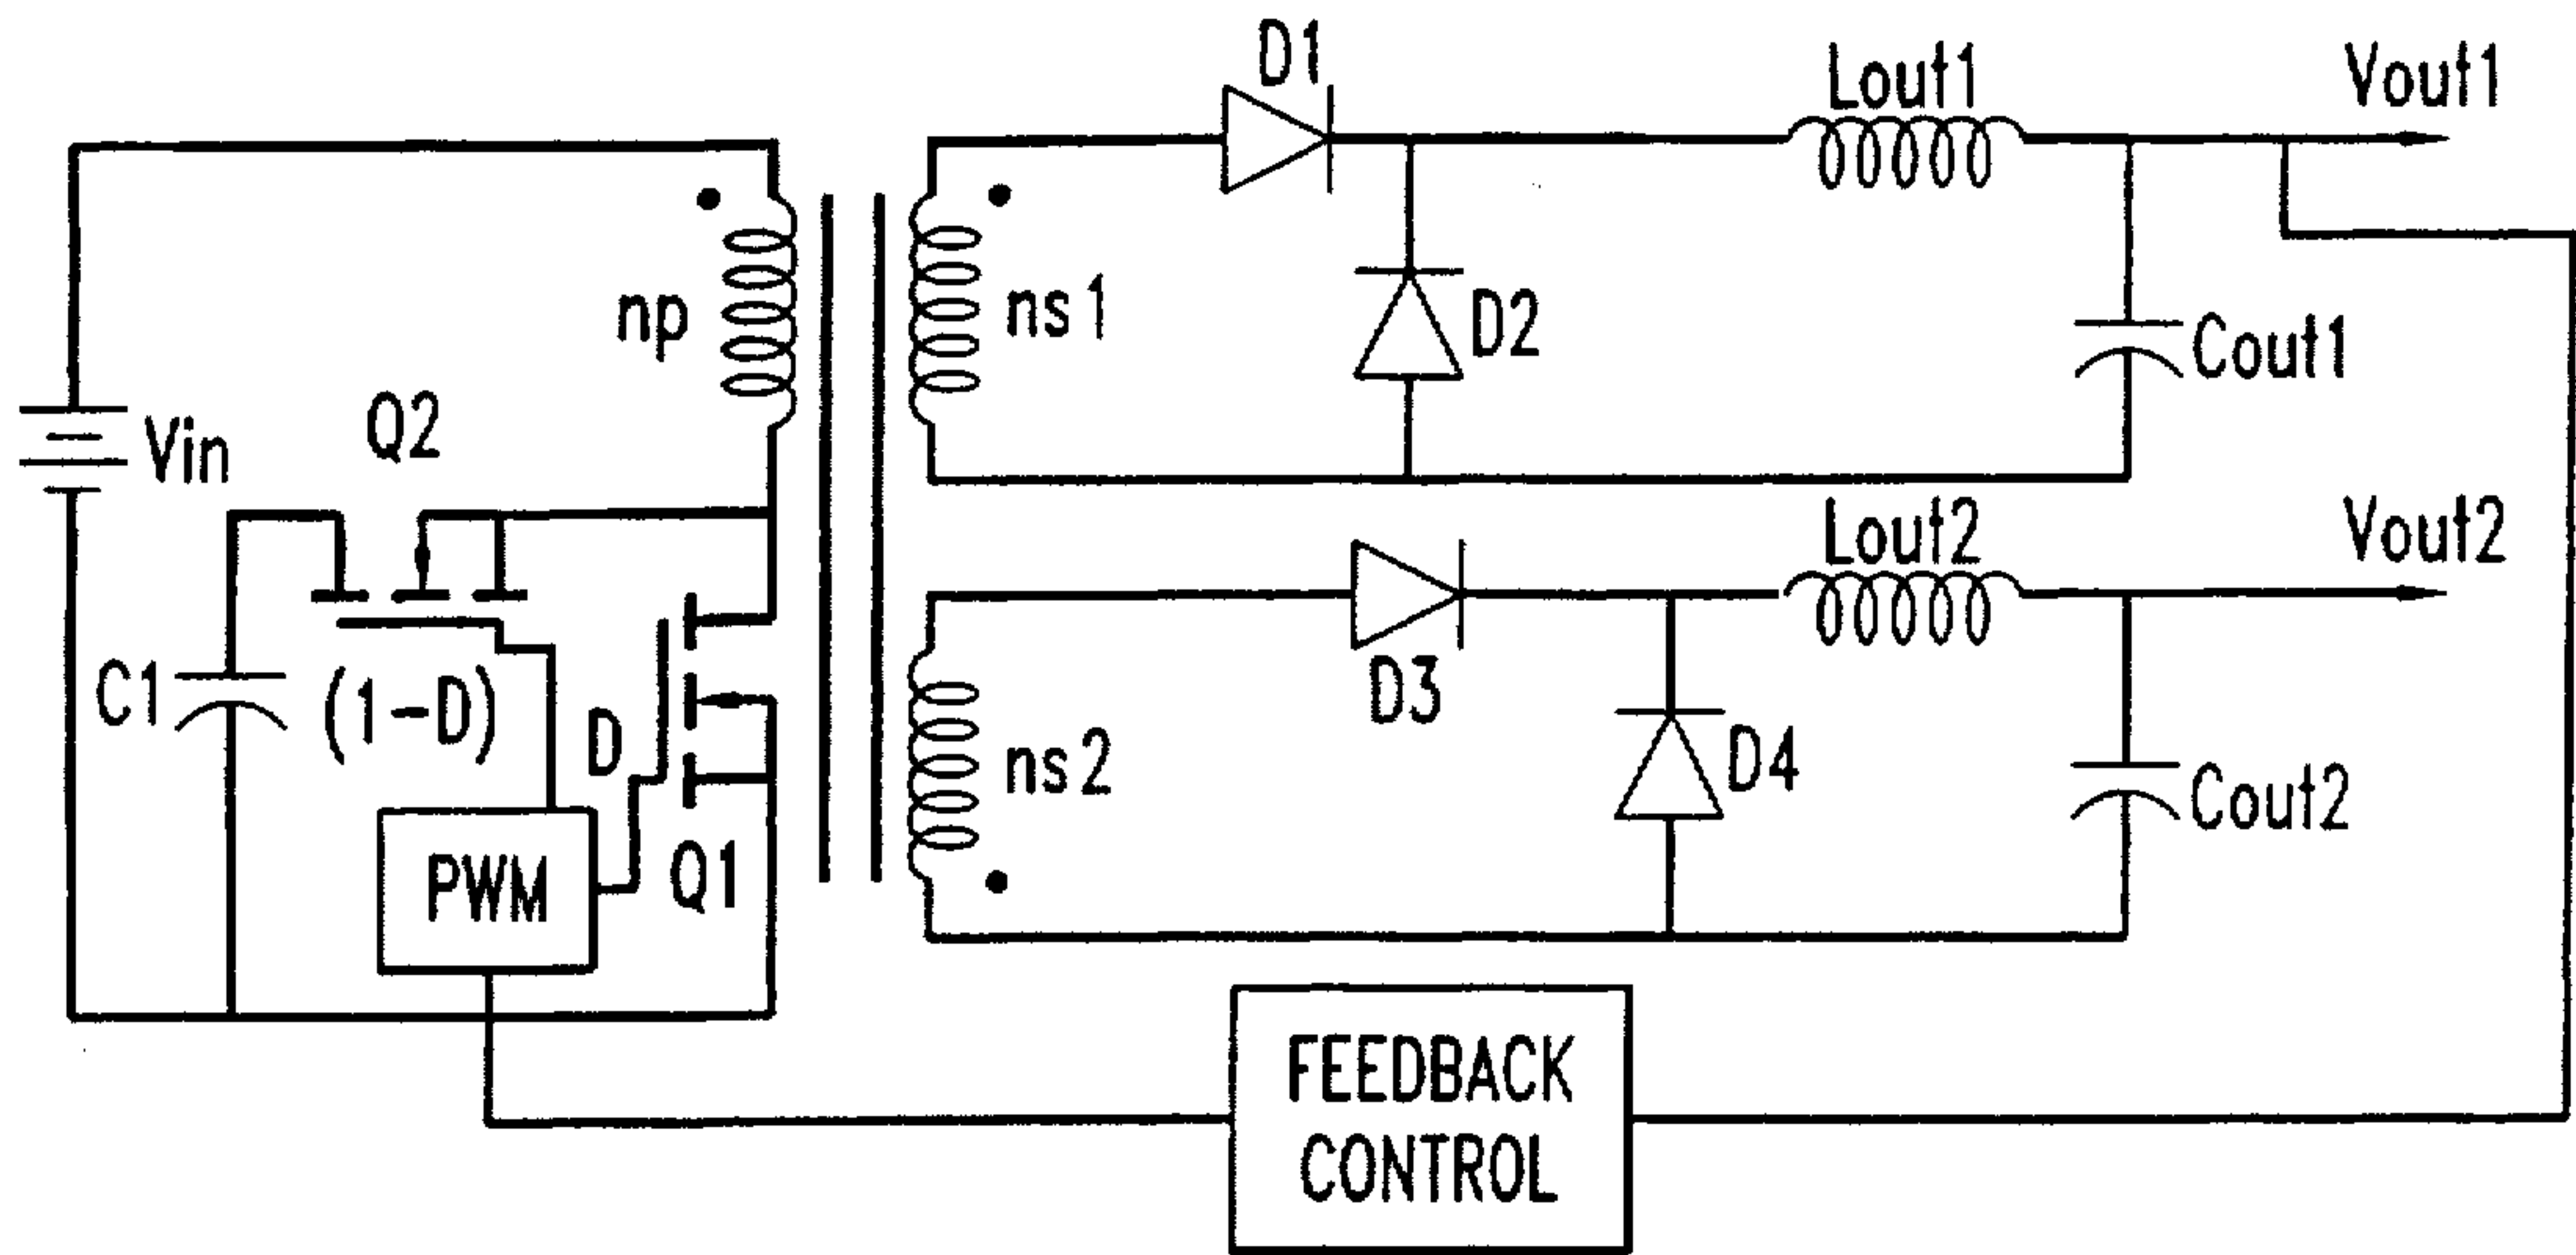 D1
Lout1
Vout1
np
ns1
D2
Cout1
Vin
Q2
Lout2
Vout2
C1
(1-D)
D
D3
ns2
D4
Cout2
PWM
Q1
FEEDBACK
CONTROL